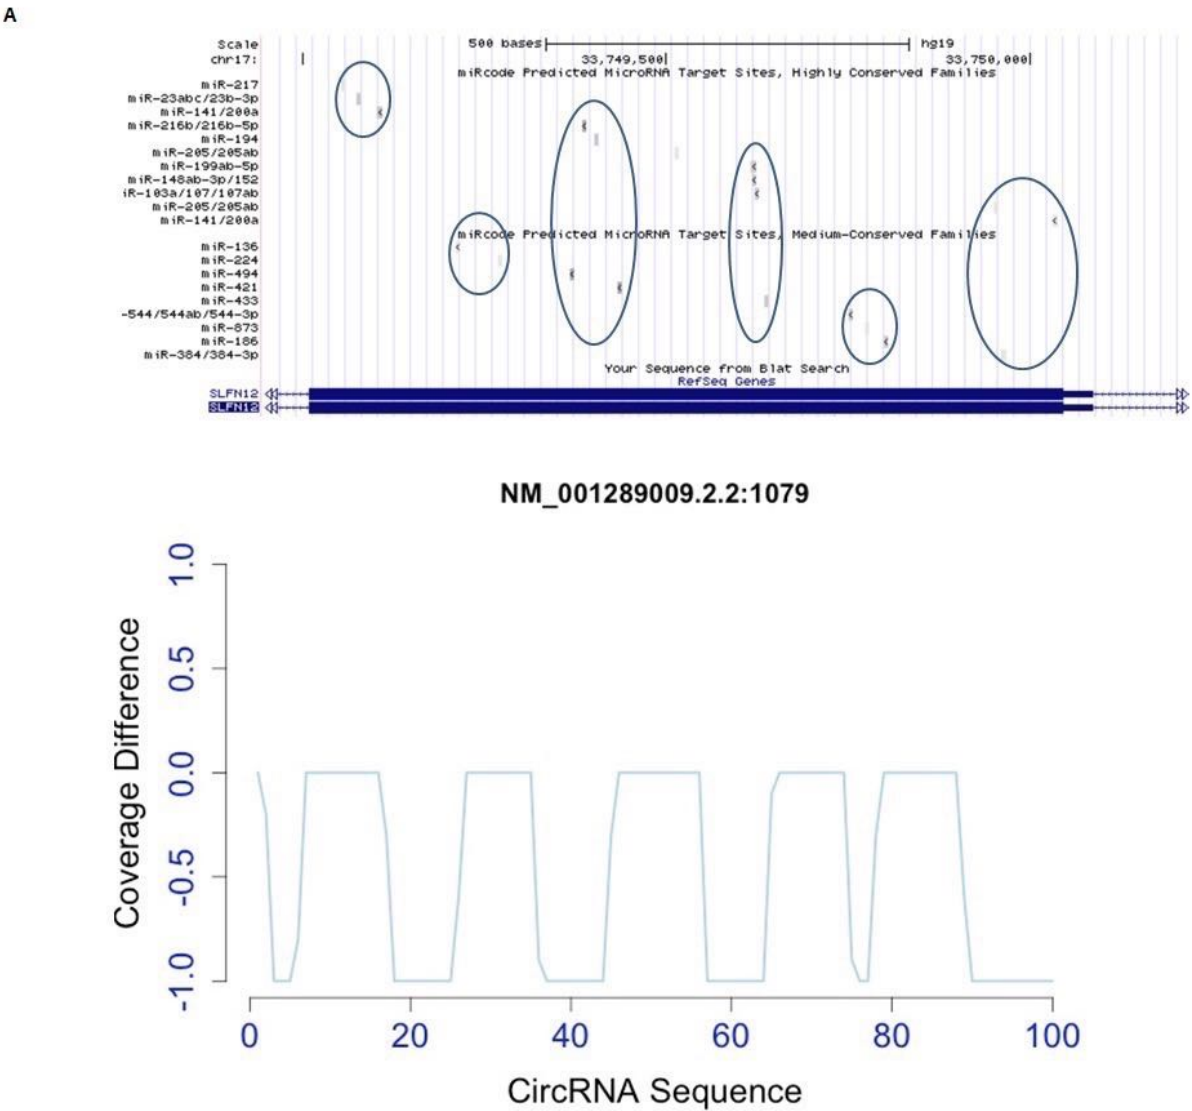 A
Scale 500 bases hg19
chr17: 33,749,500 33,750,000
miRcode Predicted MicroRNA Target Sites, Highly Conserved Families
miR-217
miR-23abc/23b-3p
miR-141/200a
miR-216b/216b-5p
miR-194
miR-205/205ab
miR-199ab-5p
miR-148ab-3p/152
iR-103a/107/107ab
miR-205/205ab
miR-141/200a
miRcode Predicted MicroRNA Target Sites, Medium-Conserved Families
miR-136
miR-224
miR-494
miR-421
miR-433
-544/544ab/544-3p
miR-873
miR-186
miR-384/384-3p
Your Sequence from Blat Search
RefSeq Genes
SLFN12
SLFN12
NM_001289009.2.2:1079
1.0
0.5
0.0
-0.5
-1.0
Coverage Difference
0 20 40 60 80 100
CircRNA Sequence